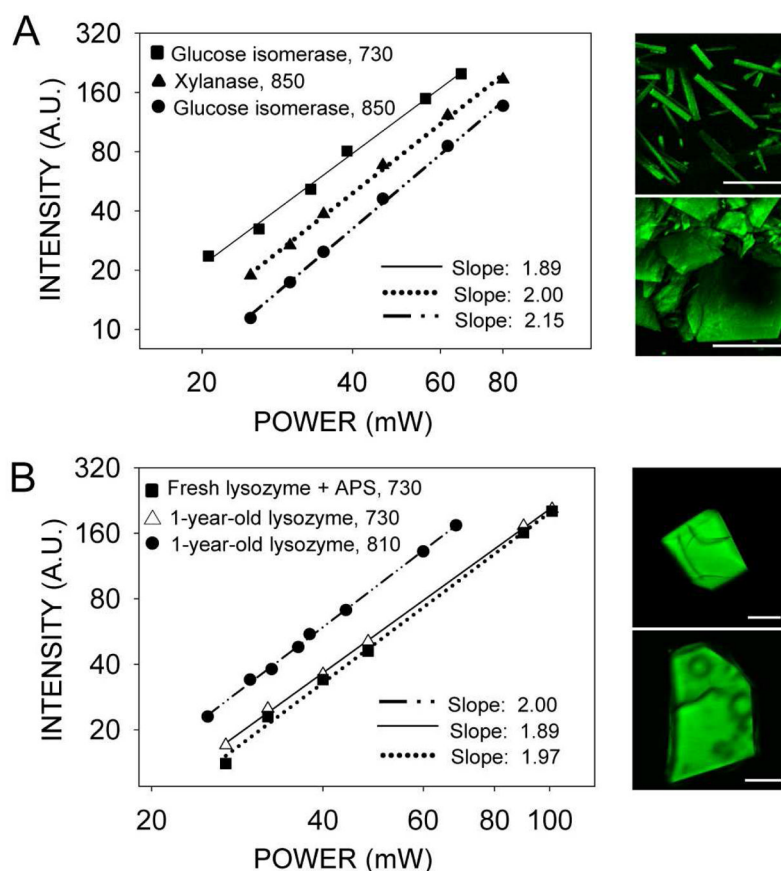 A
320
160
80
40
20
10
INTENSITY (A.U.)
Glucose isomerase, 730
Xylanase, 850
Glucose isomerase, 850
Slope: 1.89
Slope: 2.00
Slope: 2.15
20 40 60 80
POWER (mW)
B
320
160
80
40
20
INTENSITY (A.U.)
Fresh lysozyme + APS, 730
1-year-old lysozyme, 730
1-year-old lysozyme, 810
Slope: 2.00
Slope: 1.89
Slope: 1.97
20 40 60 80 100
POWER (mW)